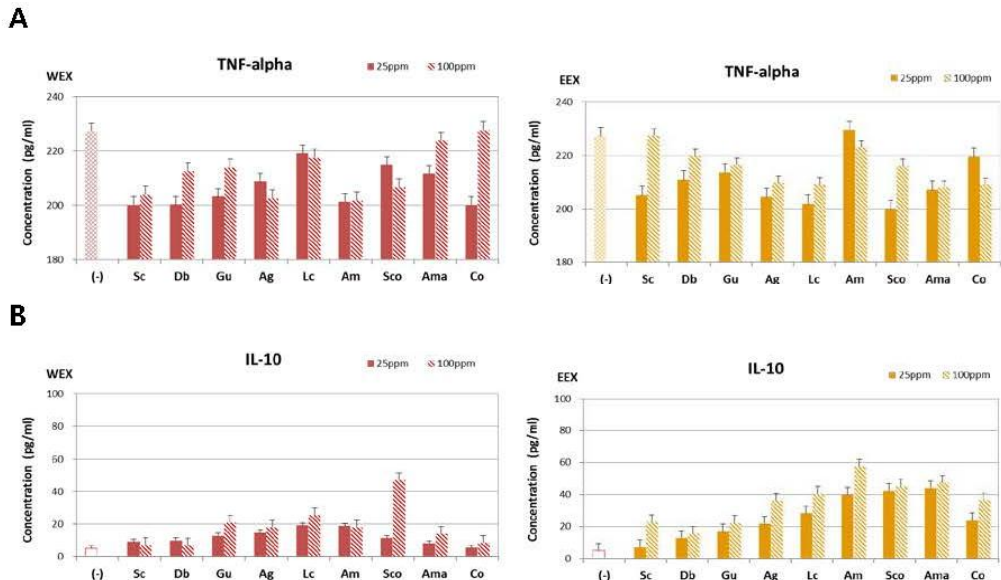 A
TNF-alpha
WEX
25ppm 100ppm
Concentration (pg/ml)
240
220
200
180
(-) Sc Db Gu Ag Lc Am Sco Ama Co
TNF-alpha
EEX
25ppm 100ppm
Concentration (pg/ml)
240
220
200
180
(-) Sc Db Gu Ag Lc Am Sco Ama Co
B
IL-10
WEX
25ppm 100ppm
Concentration (pg/ml)
100
80
60
40
20
0
(-) Sc Db Gu Ag Lc Am Sco Ama Co
IL-10
EEX
25ppm 100ppm
Concentration (pg/ml)
100
80
60
40
20
0
(-) Sc Db Gu Ag Lc Am Sco Ama Co